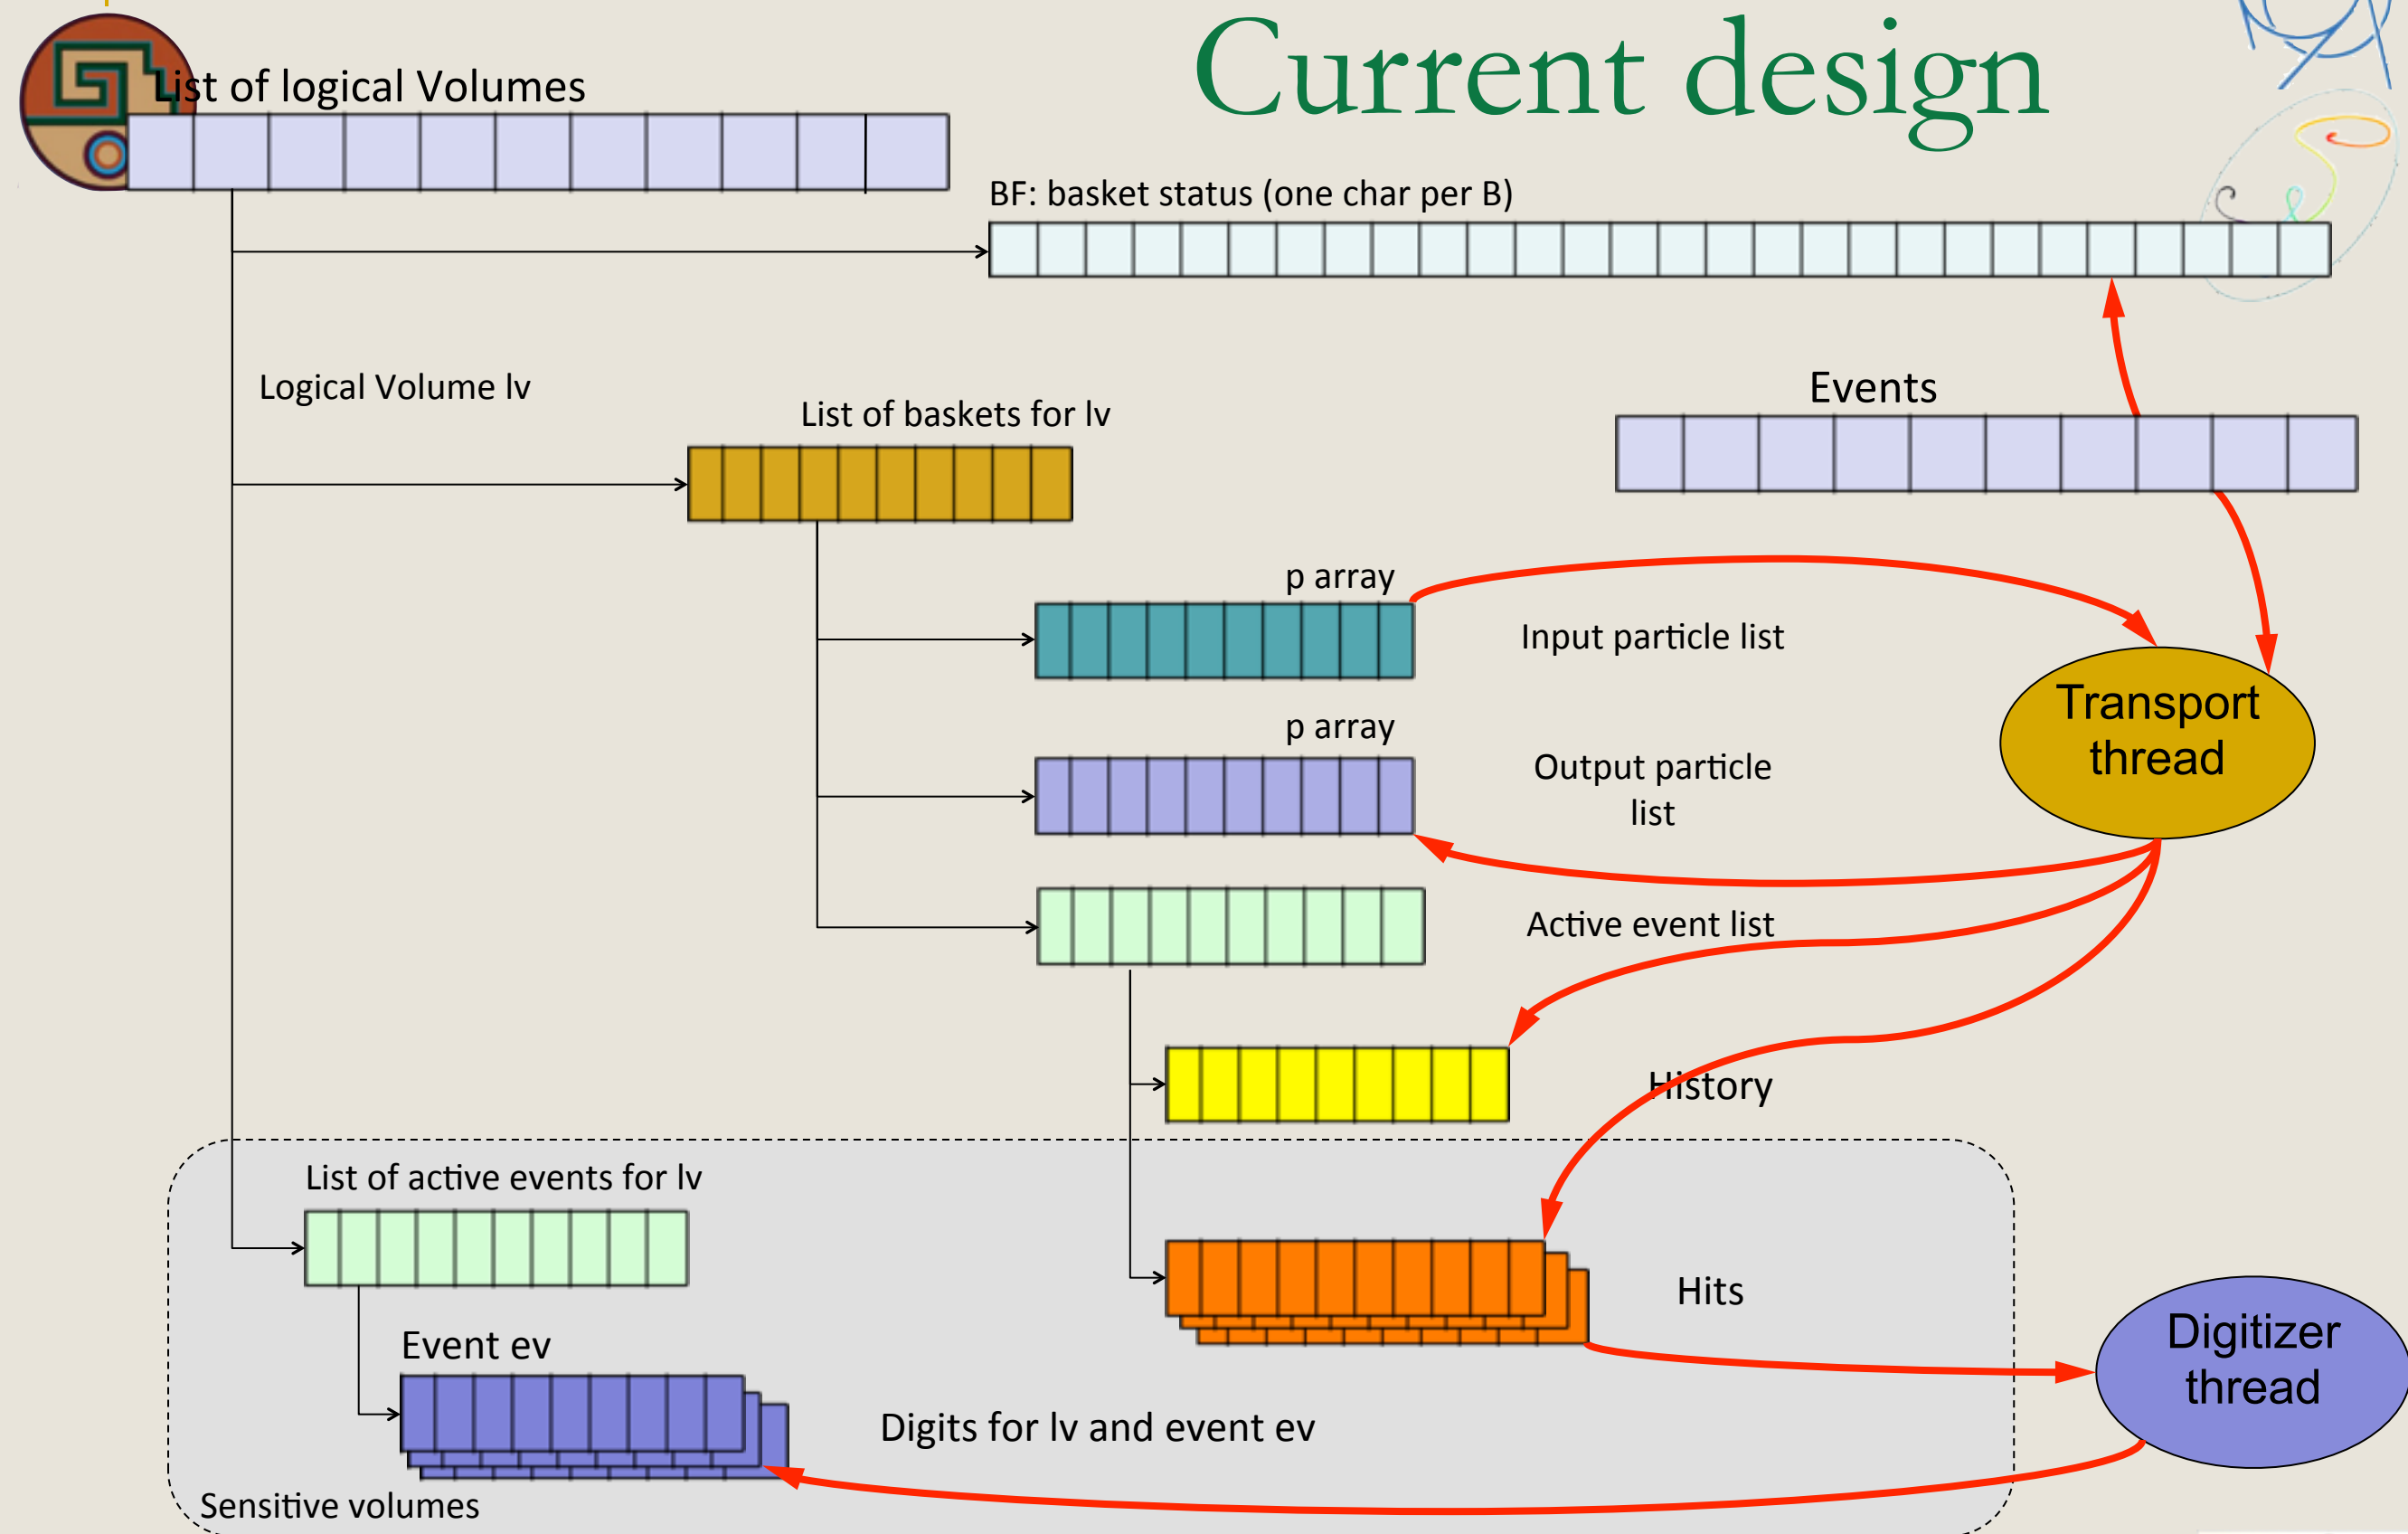 Current design
List of logical Volumes
BF: basket status (one char per B)
Logical Volume lv
Events
List of baskets for lv
p array
Input particle list
Transport
thread
p array
Output particle
list
Active event list
History
List of active events for lv
Hits
Event ev
Digitizer
thread
Digits for lv and event ev
Sensitive volumes